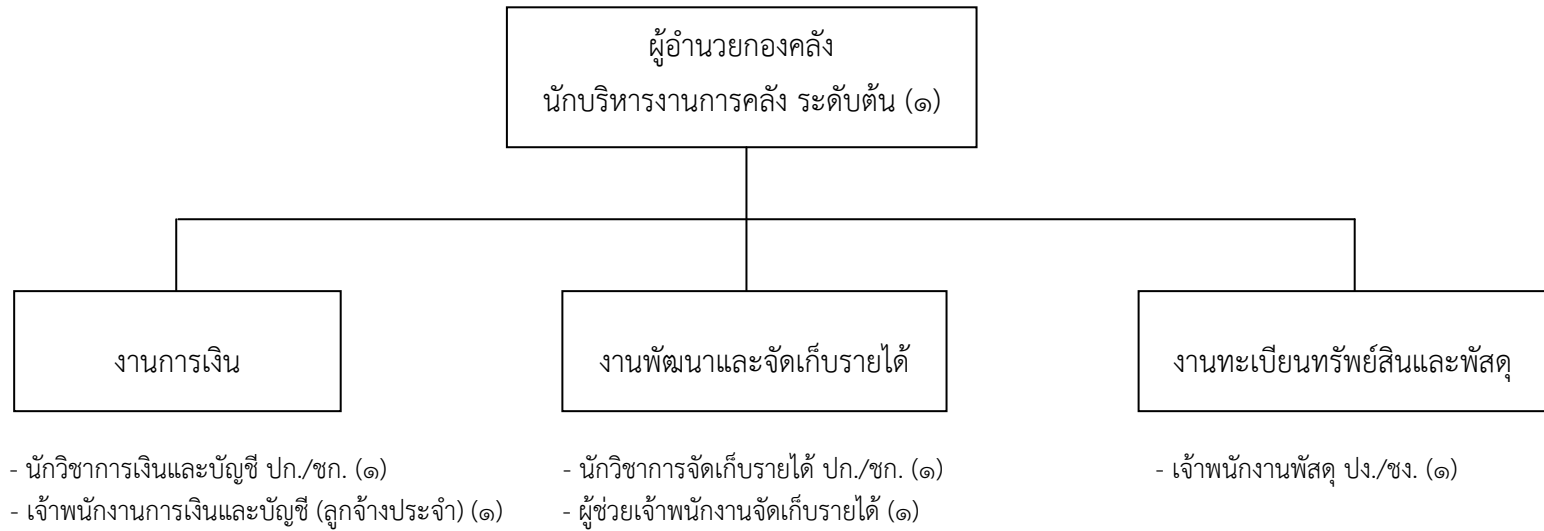 ผู้อำนวยกองคลัง
นักบริหารงานการคลัง ระดับต้น (๑)
งานการเงิน
งานพัฒนาและจัดเก็บรายได้
งานทะเบียนทรัพย์สินและพัสดุ
- นักวิชาการเงินและบัญชี ปก./ชก. (๑)
- เจ้าพนักงานการเงินและบัญชี (ลูกจ้างประจำ) (๑)
- นักวิชาการจัดเก็บรายได้ ปก./ชก. (๑)
- ผู้ช่วยเจ้าพนักงานจัดเก็บรายได้ (๑)
- เจ้าพนักงานพัสดุ ปง./ชง. (๑)